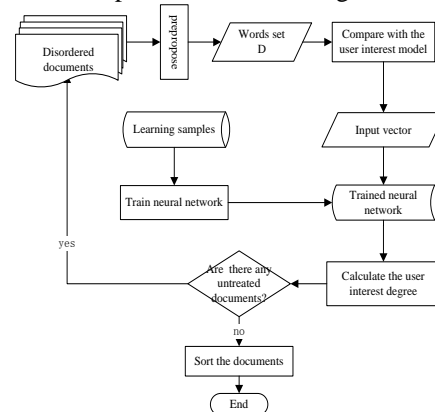 Disordered
documents
prepropose
Words set
D
Compare with the
user interest model
Learning samples
Input vector
Train neural network
Trained neural
network
yes
Are there any
untreated
documents?
Calculate the user
interest degree
no
Sort the documents
End